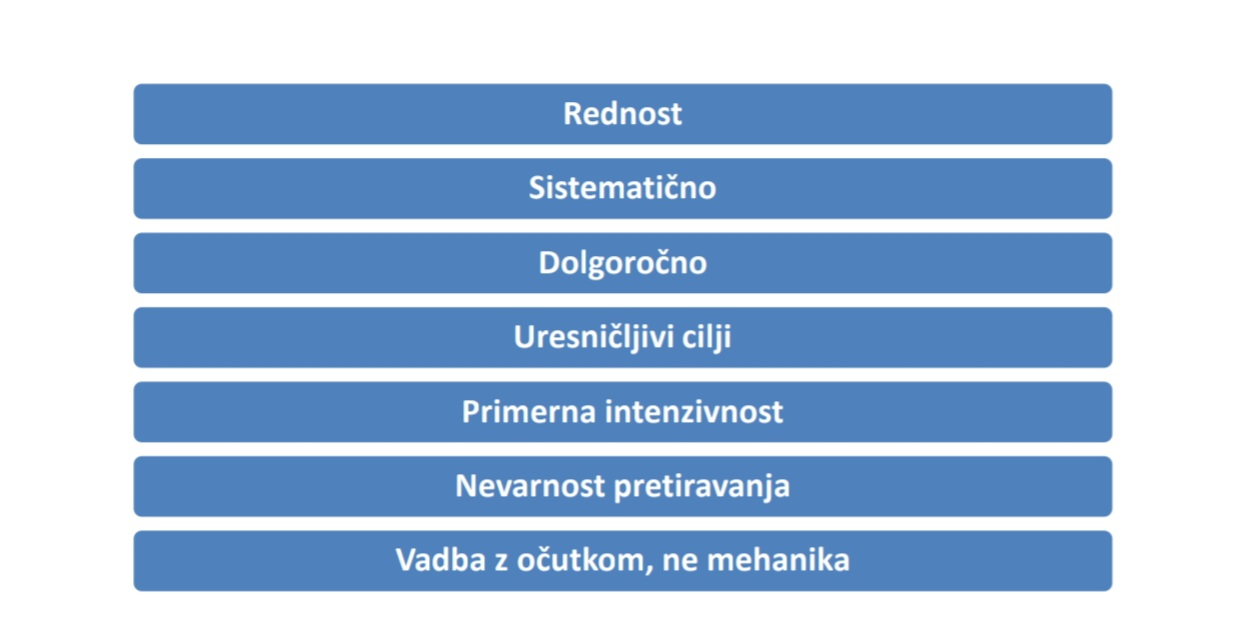 Rednost
Sistematično
Dolgoročno
Uresničljivi cilji
Primerna intenzivnost
Nevarnost pretiravanja
Vadba z očutkom, ne mehanika